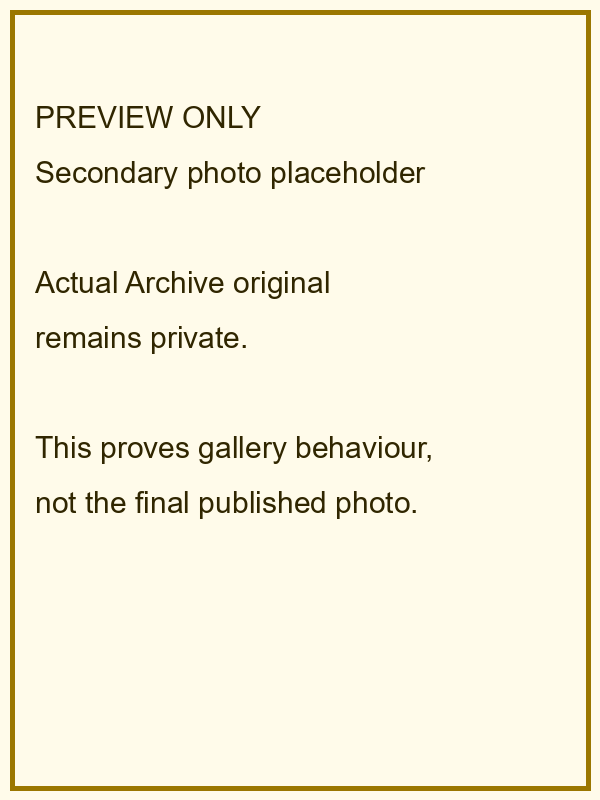 PREVIEW ONLY
Secondary photo placeholder
Actual Archive original
remains private.
This proves gallery behaviour,
not the final published photo.